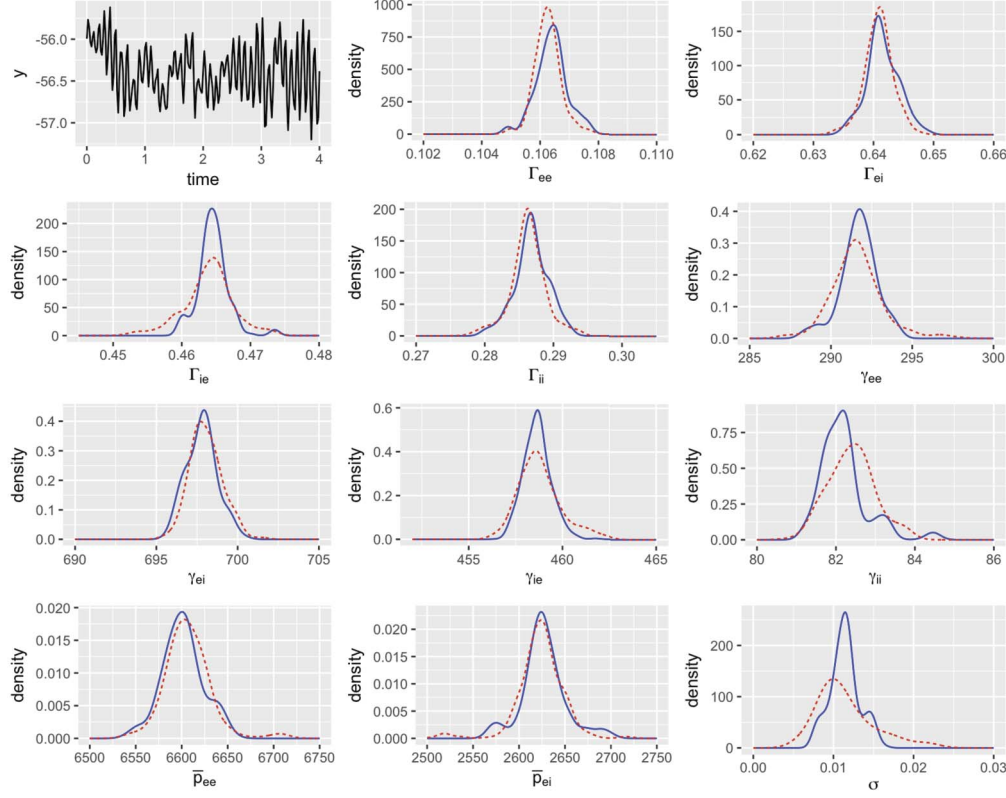 y
-56.0
-56.5
-57.0
0 1 2 3 4
time
density
1000
750
500
250
0
0.102 0.104 0.106 0.108 0.110
Γee
density
150
100
50
0
0.62 0.63 0.64 0.65 0.66
Γei
density
200
150
100
50
0
0.45 0.46 0.47 0.48
Γie
density
200
150
100
50
0
0.27 0.28 0.29 0.30
Γii
density
0.4
0.3
0.2
0.1
0.0
285 290 295 300
γee
density
0.4
0.3
0.2
0.1
0.0
690 695 700 705
γei
density
0.6
0.4
0.2
0.0
455 460 465
γie
density
0.75
0.50
0.25
0.00
80 82 84 86
γii
density
0.020
0.015
0.010
0.005
0.000
6500 6550 6600 6650 6700 6750
p̅ee
density
0.020
0.015
0.010
0.005
0.000
2500 2550 2600 2650 2700 2750
p̅ei
density
200
100
0
0.00 0.01 0.02 0.03
σ